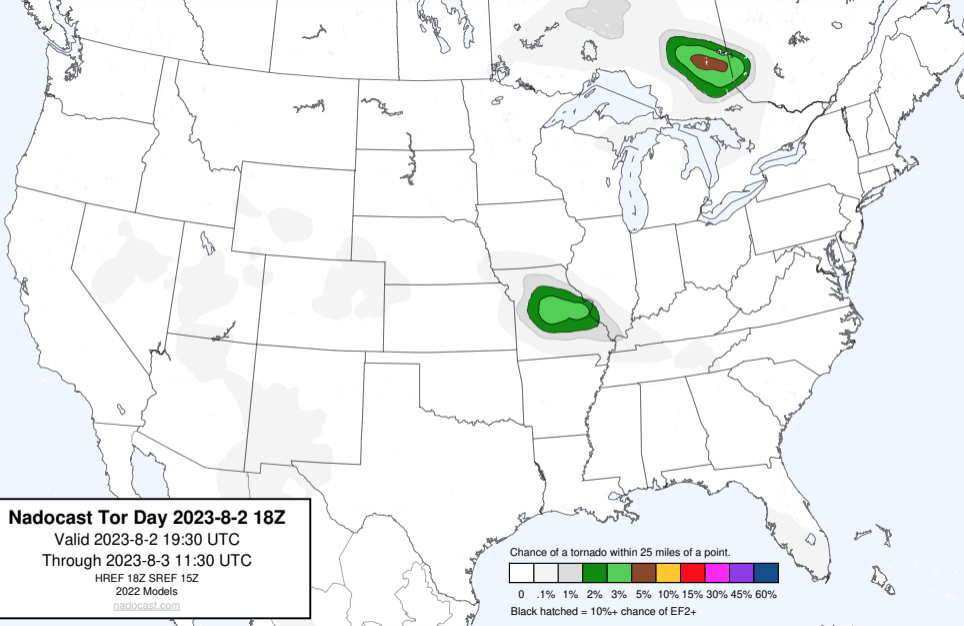 Nadocast Tor Day 2023-8-2 18Z
Valid 2023-8-2 19:30 UTC
Through 2023-8-3 11:30 UTC
HREF 18Z SREF 15Z
2022 Models
nadocast.com
Chance of a tornado within 25 miles of a point.
0 .1% 1% 2% 3% 5% 10% 15% 30% 45% 60%
Black hatched = 10%+ chance of EF2+